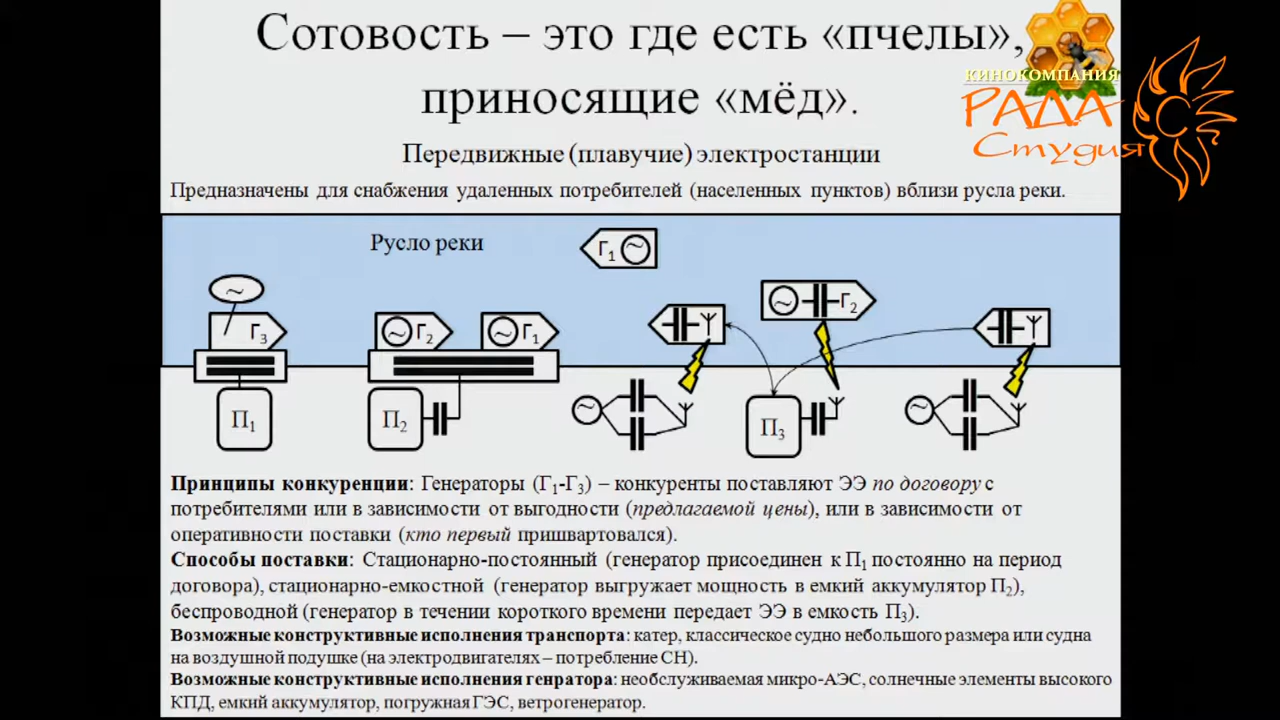 Сотовость – это где есть «пчелы»,
приносящие «мёд».
КИНОКОМПАНИЯ
РАДА
Студия
Передвижные (плавучие) электростанции
Предназначены для снабжения удаленных потребителей (населенных пунктов) вблизи русла реки.
Русло реки
Г1
Г2
Г3
Г2
Г1
П1
П2
П3
Принципы конкуренции: Генераторы (Г1-Г3) – конкуренты поставляют ЭЭ по договору с
потребителями или в зависимости от выгодности (предлагаемой цены), или в зависимости от
оперативности поставки (кто первый пришвартовался).
Способы поставки: Стационарно-постоянный (генератор присоединен к П1 постоянно на период
договора), стационарно-емкостной (генератор выгружает мощность в емкий аккумулятор П2),
беспроводной (генератор в течении короткого времени передает ЭЭ в емкость П3).
Возможные конструктивные исполнения транспорта: катер, классическое судно небольшого размера или судна
на воздушной подушке (на электродвигателях – потребление СН).
Возможные конструктивные исполнения генратора: необслуживаемая микро-АЭС, солнечные элементы высокого
КПД, емкий аккумулятор, погружная ГЭС, ветрогенератор.